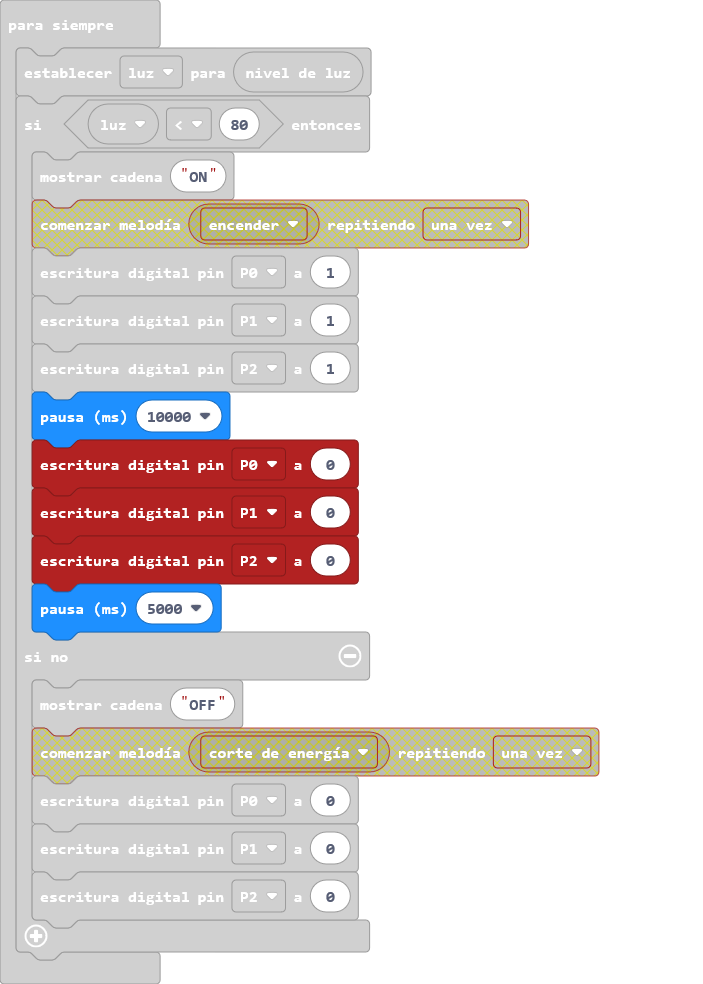 para siempre
establecer luz para nivel de luz
si luz < 80 entonces
mostrar cadena "ON"
comenzar melodía encender repitiendo una vez
escritura digital pin P0 a 1
escritura digital pin P1 a 1
escritura digital pin P2 a 1
pausa (ms) 10000
escritura digital pin P0 a 0
escritura digital pin P1 a 0
escritura digital pin P2 a 0
pausa (ms) 5000
si no
mostrar cadena "OFF"
comenzar melodía corte de energía repitiendo una vez
escritura digital pin P0 a 0
escritura digital pin P1 a 0
escritura digital pin P2 a 0